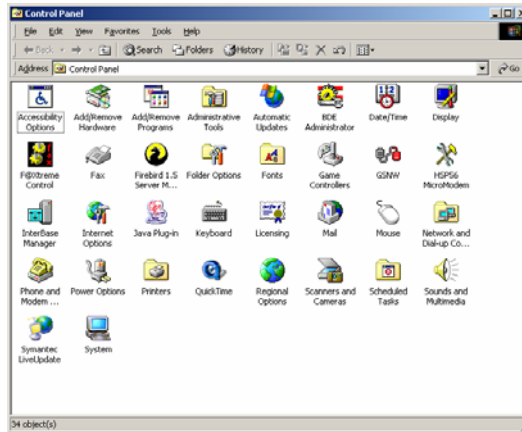 Control Panel
File Edit View Favorites Tools Help
Back Search Folders History
Address Control Panel Go
Accessibility Options
Add/Remove Hardware
Add/Remove Programs
Administrative Tools
Automatic Updates
BDE Administrator
Date/Time
Display
F@Xtreme Control
Fax
Firebird 1.5 Server M...
Folder Options
Fonts
Game Controllers
GSNW
HSP56 MicroModem
InterBase Manager
Internet Options
Java Plug-in
Keyboard
Licensing
Mail
Mouse
Network and Dial-up Co...
Phone and Modem ...
Power Options
Printers
QuickTime
Regional Options
Scanners and Cameras
Scheduled Tasks
Sounds and Multimedia
Symantec LiveUpdate
System
34 object(s)